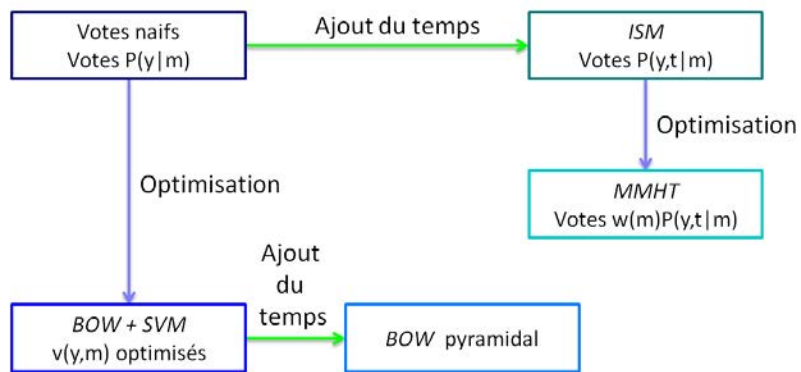 Votes naifs
Votes P(y|m)
Ajout du temps
ISM
Votes P(y,t|m)
Optimisation
MMHT
Votes w(m)P(y,t|m)
Optimisation
Ajout
du
temps
BOW + SVM
v(y,m) optimisés
BOW pyramidal